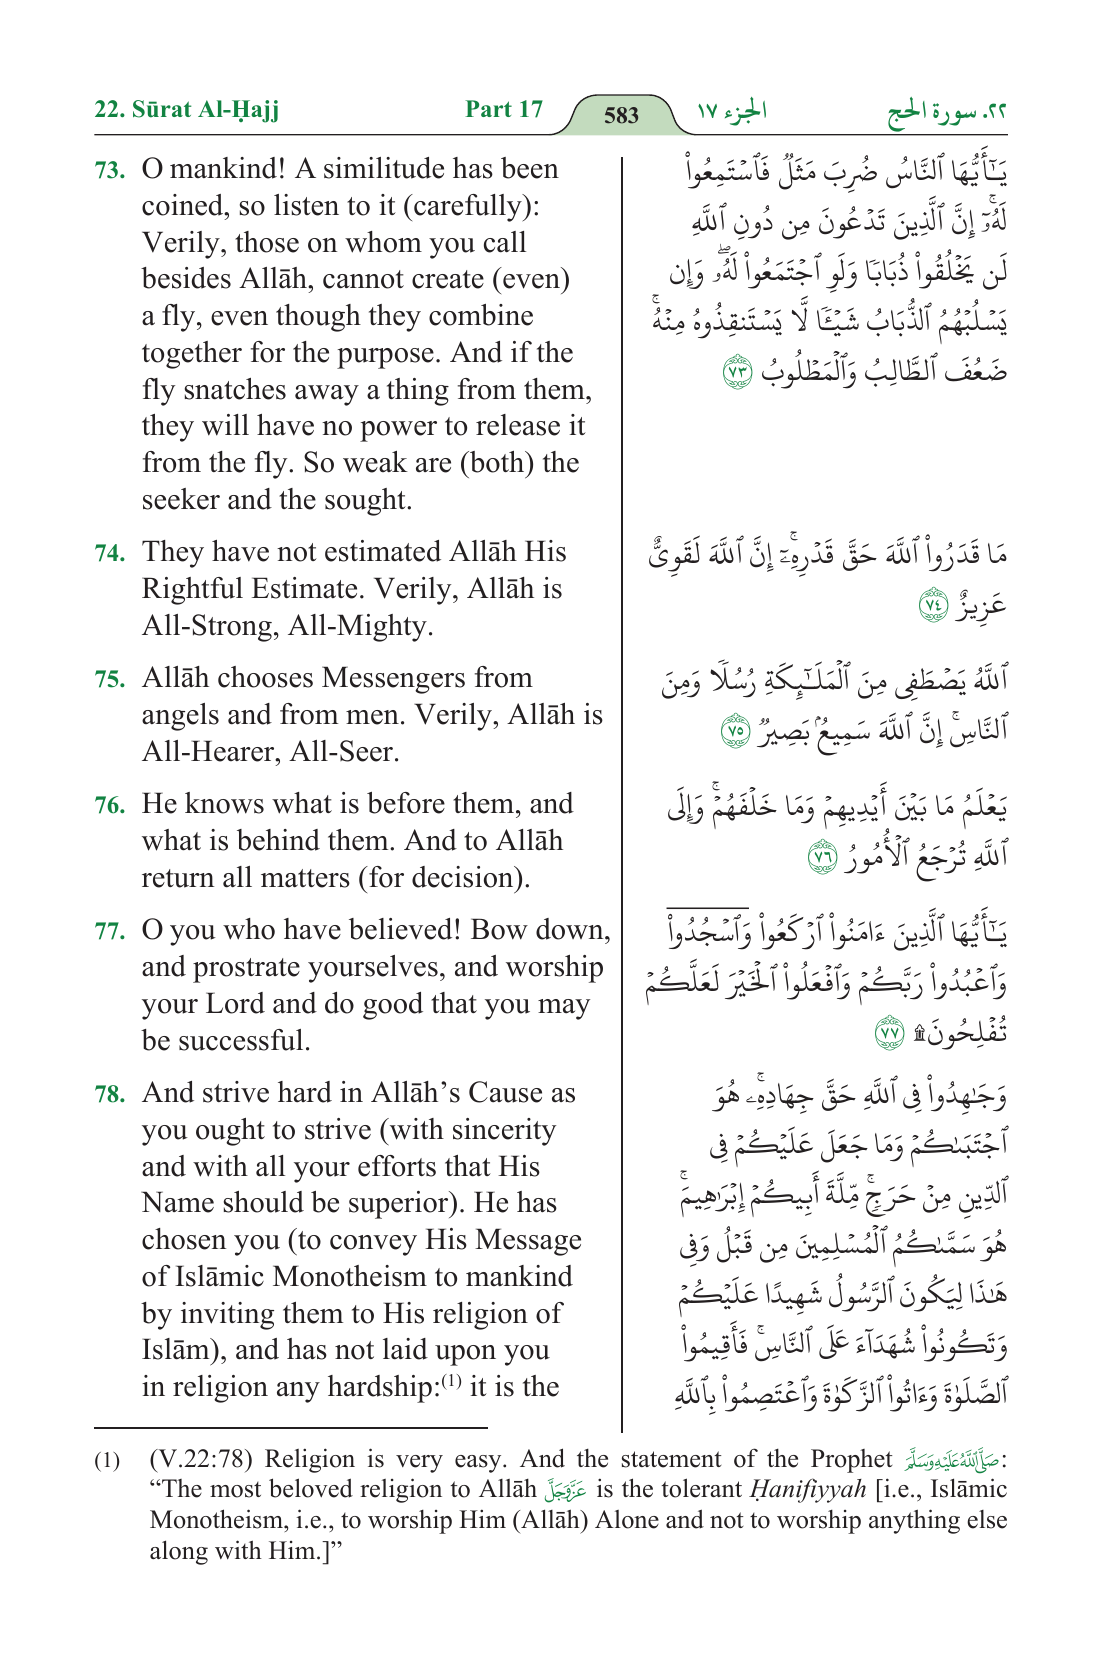 22. Sūrat Al-Ḥajj Part 17 583 الجزء ١٧ ٢٢. سورة الحج
73. O mankind! A similitude has been
coined, so listen to it (carefully):
Verily, those on whom you call
besides Allāh, cannot create (even)
a fly, even though they combine
together for the purpose. And if the
fly snatches away a thing from them,
they will have no power to release it
from the fly. So weak are (both) the
seeker and the sought.
يَـٰٓأَيُّهَا ٱلنَّاسُ ضُرِبَ مَثَلٌ فَٱسْتَمِعُوا۟
لَهُۥٓ ۚ إِنَّ ٱلَّذِينَ تَدْعُونَ مِن دُونِ ٱللَّهِ
لَن يَخْلُقُوا۟ ذُبَابًا وَلَوِ ٱجْتَمَعُوا۟ لَهُۥ ۖ وَإِن
يَسْلُبْهُمُ ٱلذُّبَابُ شَيْـًٔا لَّا يَسْتَنقِذُوهُ مِنْهُ ۚ
ضَعُفَ ٱلطَّالِبُ وَٱلْمَطْلُوبُ ٧٣
74. They have not estimated Allāh His
Rightful Estimate. Verily, Allāh is
All-Strong, All-Mighty.
مَا قَدَرُوا۟ ٱللَّهَ حَقَّ قَدْرِهِۦٓ ۚ إِنَّ ٱللَّهَ لَقَوِىٌّ
عَزِيزٌ ٧٤
75. Allāh chooses Messengers from
angels and from men. Verily, Allāh is
All-Hearer, All-Seer.
ٱللَّهُ يَصْطَفِى مِنَ ٱلْمَلَـٰٓئِكَةِ رُسُلًا وَمِنَ
ٱلنَّاسِ ۚ إِنَّ ٱللَّهَ سَمِيعٌۢ بَصِيرٌ ٧٥
76. He knows what is before them, and
what is behind them. And to Allāh
return all matters (for decision).
يَعْلَمُ مَا بَيْنَ أَيْدِيهِمْ وَمَا خَلْفَهُمْ ۚ وَإِلَى
ٱللَّهِ تُرْجَعُ ٱلْأُمُورُ ٧٦
77. O you who have believed! Bow down,
and prostrate yourselves, and worship
your Lord and do good that you may
be successful.
يَـٰٓأَيُّهَا ٱلَّذِينَ ءَامَنُوا۟ ٱرْكَعُوا۟ وَٱسْجُدُوا۟
وَٱعْبُدُوا۟ رَبَّكُمْ وَٱفْعَلُوا۟ ٱلْخَيْرَ لَعَلَّكُمْ
تُفْلِحُونَ ۩ ٧٧
78. And strive hard in Allāh’s Cause as
you ought to strive (with sincerity
and with all your efforts that His
Name should be superior). He has
chosen you (to convey His Message
of Islāmic Monotheism to mankind
by inviting them to His religion of
Islām), and has not laid upon you
in religion any hardship:(1) it is the
وَجَـٰهِدُوا۟ فِى ٱللَّهِ حَقَّ جِهَادِهِۦ ۚ هُوَ
ٱجْتَبَىٰكُمْ وَمَا جَعَلَ عَلَيْكُمْ فِى
ٱلدِّينِ مِنْ حَرَجٍ ۚ مِّلَّةَ أَبِيكُمْ إِبْرَٰهِيمَ ۚ
هُوَ سَمَّىٰكُمُ ٱلْمُسْلِمِينَ مِن قَبْلُ وَفِى
هَـٰذَا لِيَكُونَ ٱلرَّسُولُ شَهِيدًا عَلَيْكُمْ
وَتَكُونُوا۟ شُهَدَآءَ عَلَى ٱلنَّاسِ ۚ فَأَقِيمُوا۟
ٱلصَّلَوٰةَ وَءَاتُوا۟ ٱلزَّكَوٰةَ وَٱعْتَصِمُوا۟ بِٱللَّهِ
(1) (V.22:78) Religion is very easy. And the statement of the Prophet ﷺ:
“The most beloved religion to Allāh عَزَّوَجَلَّ is the tolerant Ḥanifiyyah [i.e., Islāmic
Monotheism, i.e., to worship Him (Allāh) Alone and not to worship anything else
along with Him.]”